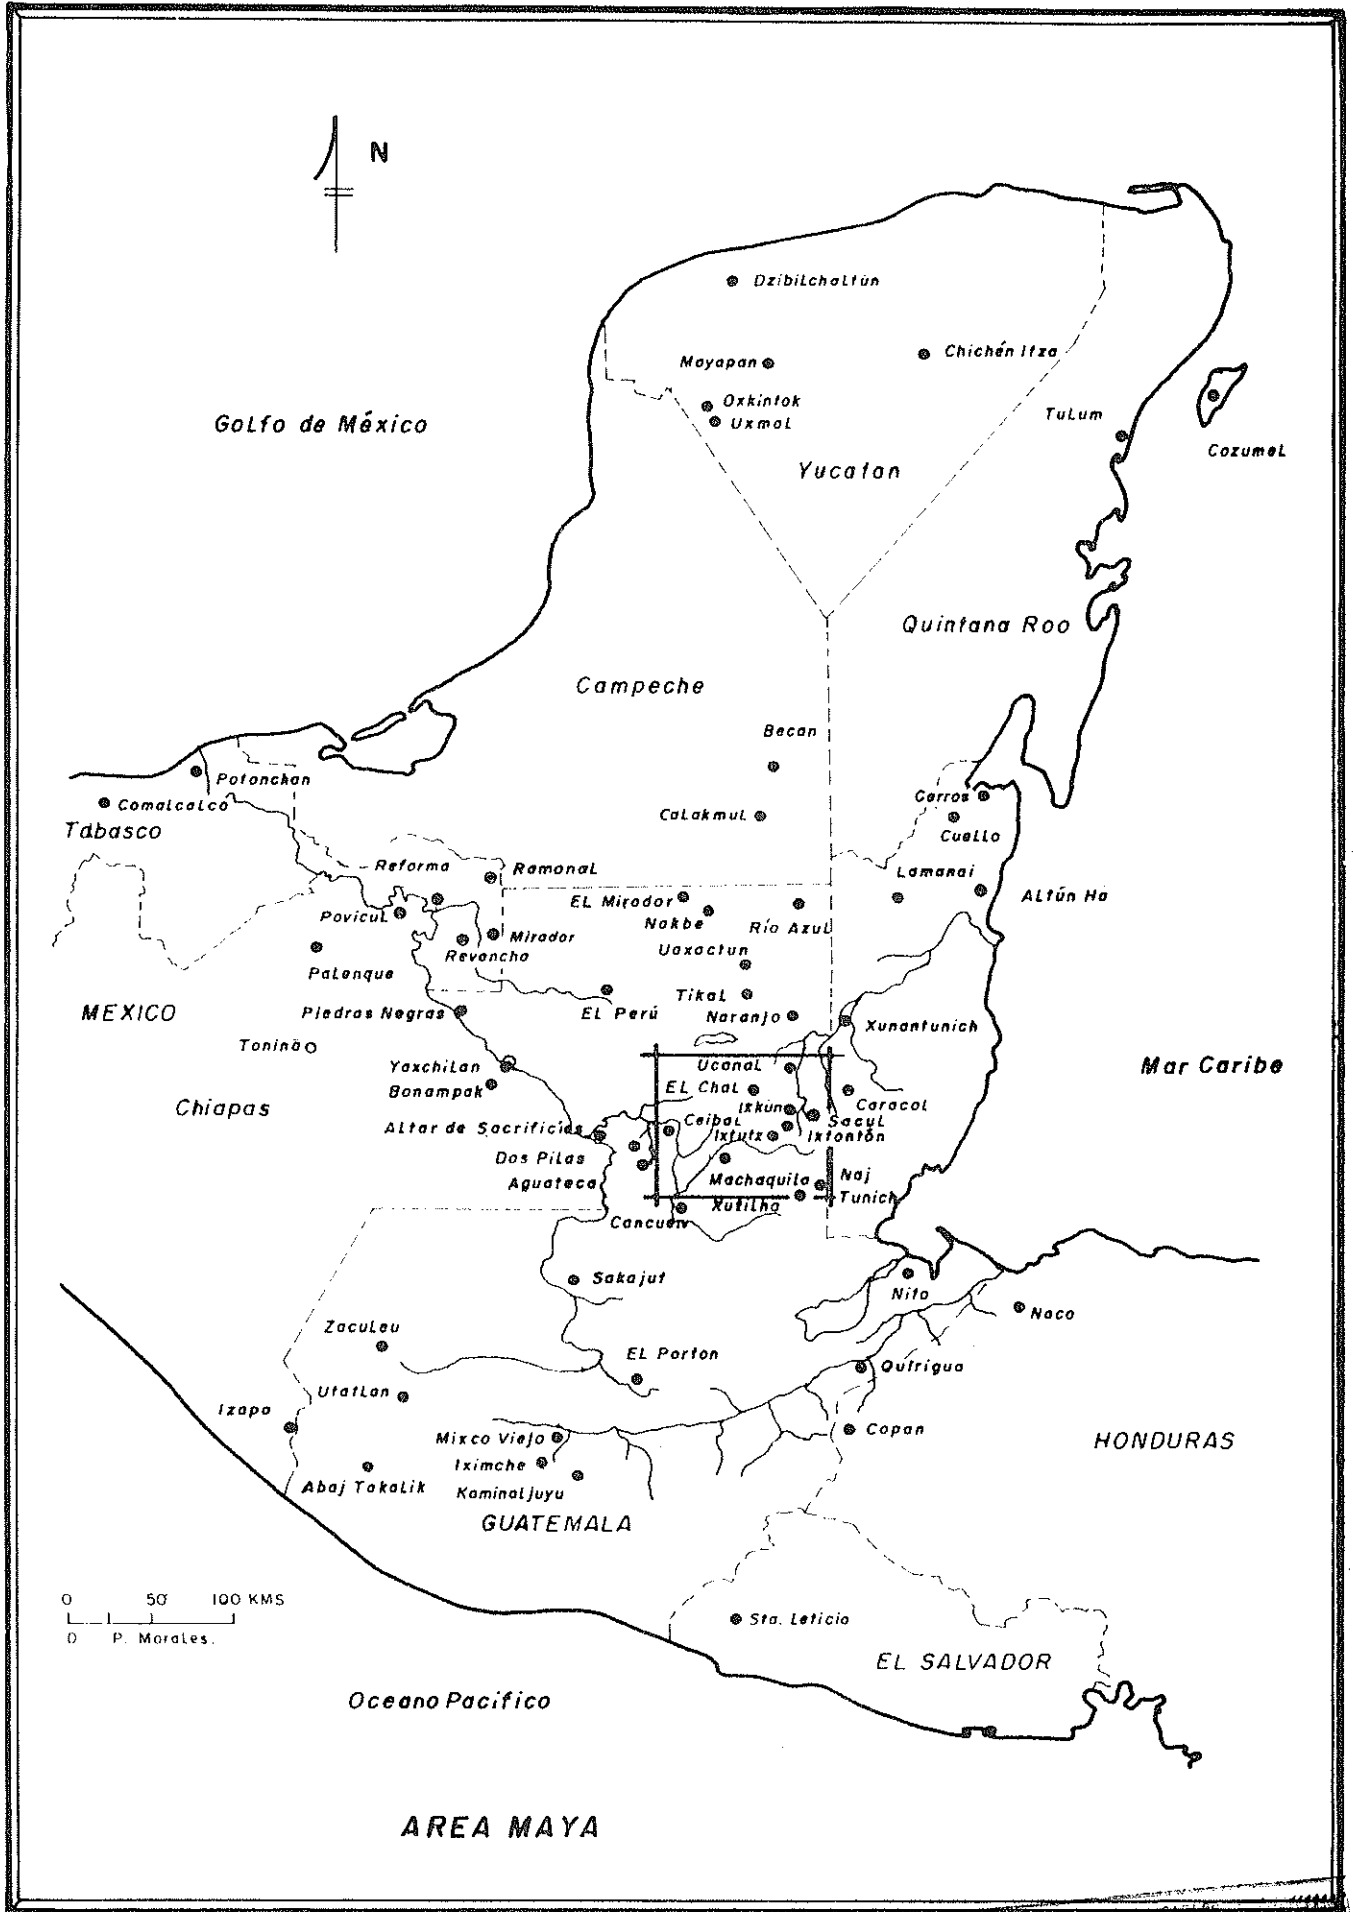 N
Dzibilchaltún
Mayapan
Chichén Itza
Oxkintok
Uxmal
Tulum
Cozumel
Golfo de México
Yucatan
Quintana Roo
Campeche
Becan
Potonchan
Comalcalco
Tabasco
Calakmul
Cerros
Cuello
Reforma
Ramonal
Lamanai
Altún Ha
El Mirador
Nakbe
Río Azul
Povicul
Mirador
Revancha
Uaxactun
Palenque
Tikal
MEXICO
Piedras Negras
El Perú
Naranjo
Xunantunich
Toniná
Yaxchilan
Ucanal
Mar Caribe
Bonampak
El Chal
Caracol
Chiapas
Ixkún
Sacul
Altar de Sacrificios
Ceibal
Ixtutz
Ixtontón
Dos Pilas
Aguateca
Machaquila
Naj
Tunich
Xutilha
Cancuen
Sakajut
Nito
Naco
Zaculeu
El Porton
Quirigua
Utatlan
Izapa
Copan
Mixco Viejo
HONDURAS
Iximche
Abaj Takalik
Kaminaljuyu
GUATEMALA
0 50 100 KMS
D P. Morales.
Sta. Leticia
EL SALVADOR
Oceano Pacifico
AREA MAYA